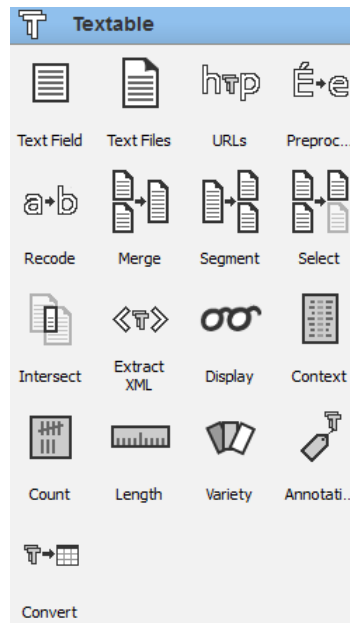 Textable
Text Field Text Files URLs Preproc...
Recode Merge Segment Select
Intersect Extract XML Display Context
Count Length Variety Annotati...
Convert